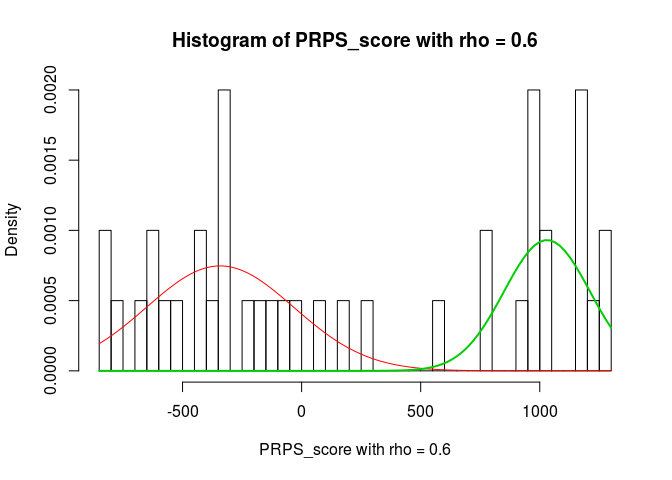 Histogram of PRPS_score with rho = 0.6
Density
0.0020
0.0015
0.0010
0.0005
0.0000
-500 0 500 1000
PRPS_score with rho = 0.6